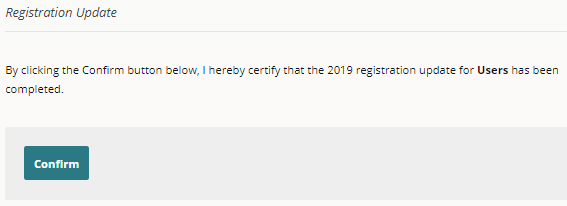 Registration Update
By clicking the Confirm button below, I hereby certify that the 2019 registration update for Users has been
completed.
Confirm